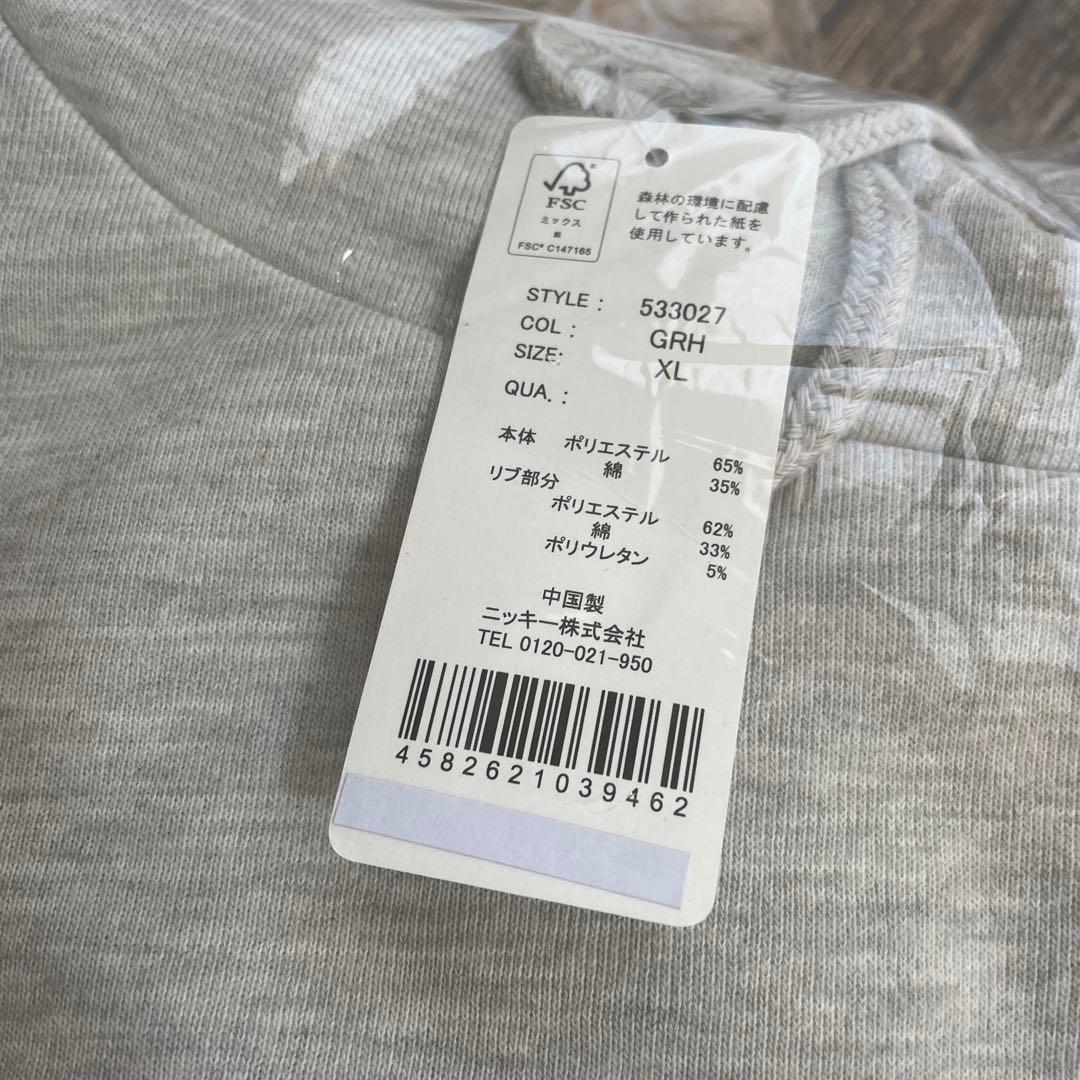 FSC
ミックス
紙
FSC® C147165
森林の環境に配慮
して作られた紙を
使用しています。
STYLE : 533027
COL : GRH
SIZE: XL
QUA. :
本体 ポリエステル 65%
綿 35%
リブ部分
ポリエステル 62%
綿 33%
ポリウレタン 5%
中国製
ニッキー株式会社
TEL 0120-021-950
4582621039462